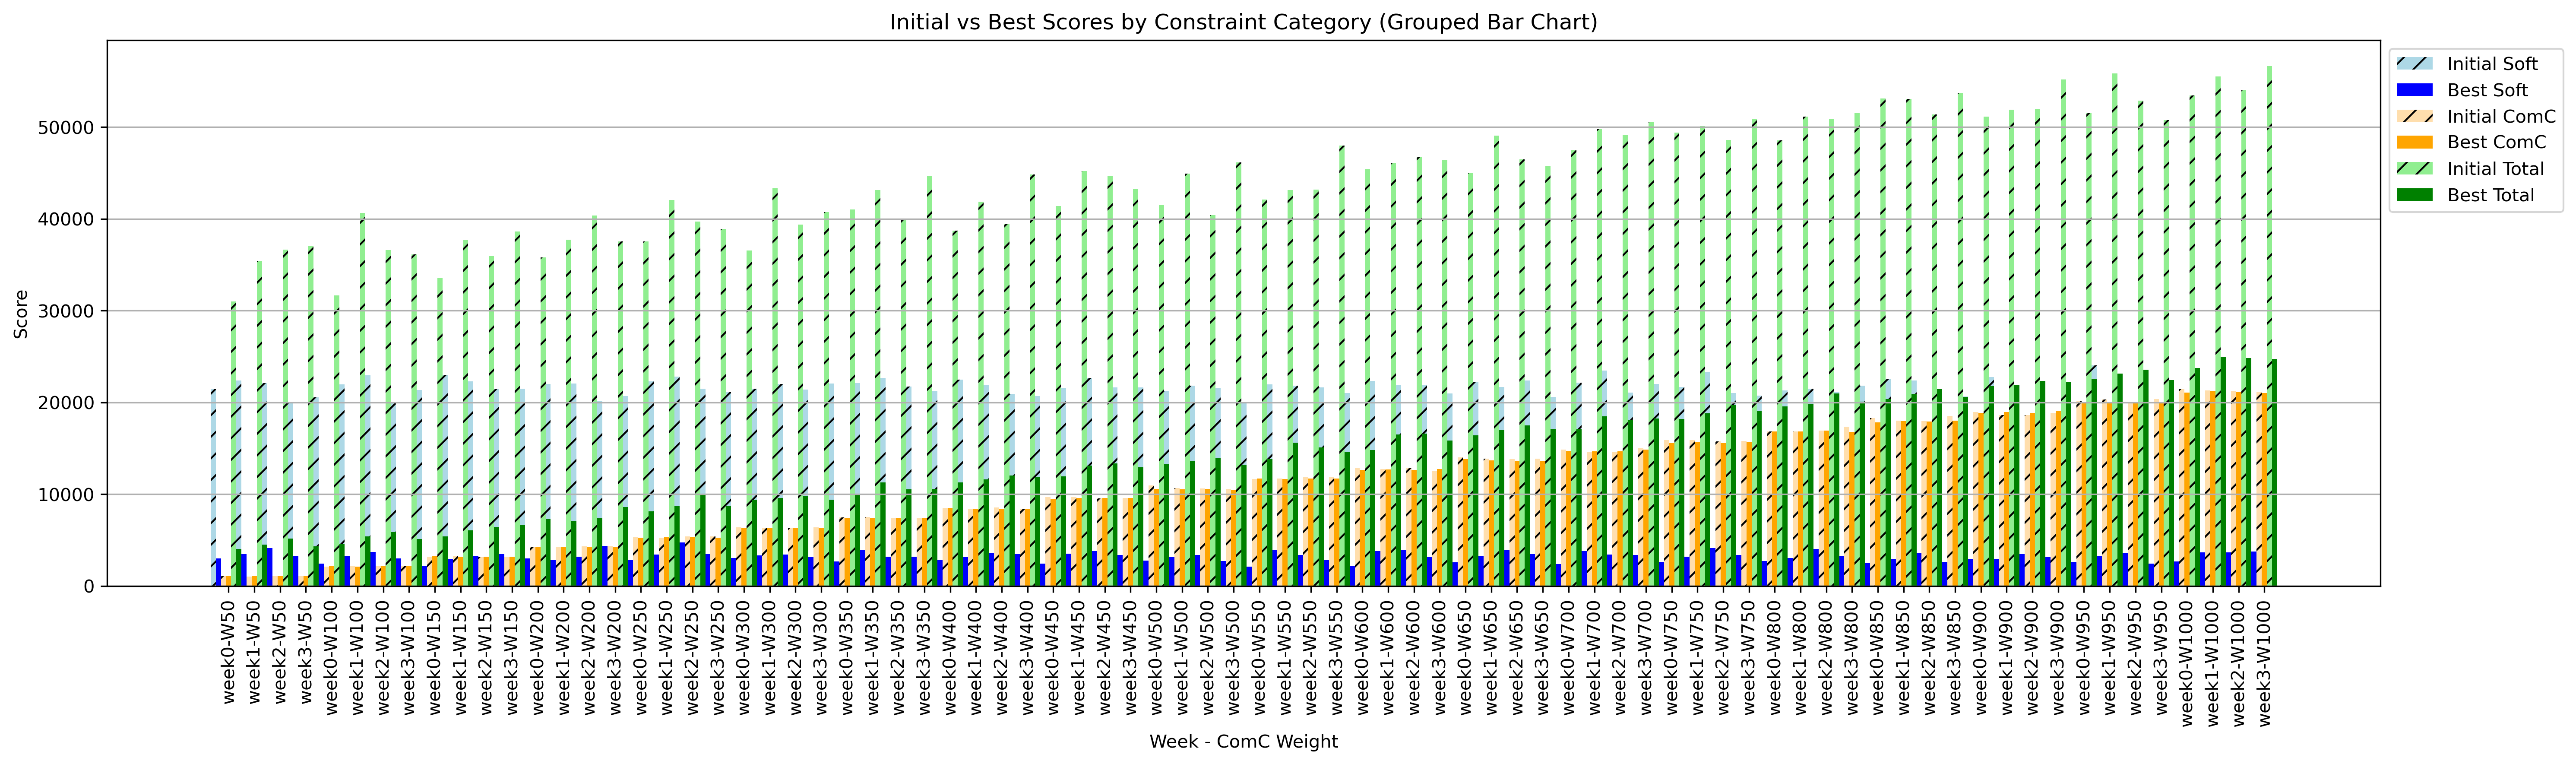 Initial vs Best Scores by Constraint Category (Grouped Bar Chart)
Score
50000
40000
30000
20000
10000
0
Initial Soft
Best Soft
Initial ComC
Best ComC
Initial Total
Best Total
week0-W50
week1-W50
week2-W50
week3-W50
week0-W100
week1-W100
week2-W100
week3-W100
week0-W150
week1-W150
week2-W150
week3-W150
week0-W200
week1-W200
week2-W200
week3-W200
week0-W250
week1-W250
week2-W250
week3-W250
week0-W300
week1-W300
week2-W300
week3-W300
week0-W350
week1-W350
week2-W350
week3-W350
week0-W400
week1-W400
week2-W400
week3-W400
week0-W450
week1-W450
week2-W450
week3-W450
week0-W500
week1-W500
week2-W500
week3-W500
week0-W550
week1-W550
week2-W550
week3-W550
week0-W600
week1-W600
week2-W600
week3-W600
week0-W650
week1-W650
week2-W650
week3-W650
week0-W700
week1-W700
week2-W700
week3-W700
week0-W750
week1-W750
week2-W750
week3-W750
week0-W800
week1-W800
week2-W800
week3-W800
week0-W850
week1-W850
week2-W850
week3-W850
week0-W900
week1-W900
week2-W900
week3-W900
week0-W950
week1-W950
week2-W950
week3-W950
week0-W1000
week1-W1000
week2-W1000
week3-W1000
Week - ComC Weight